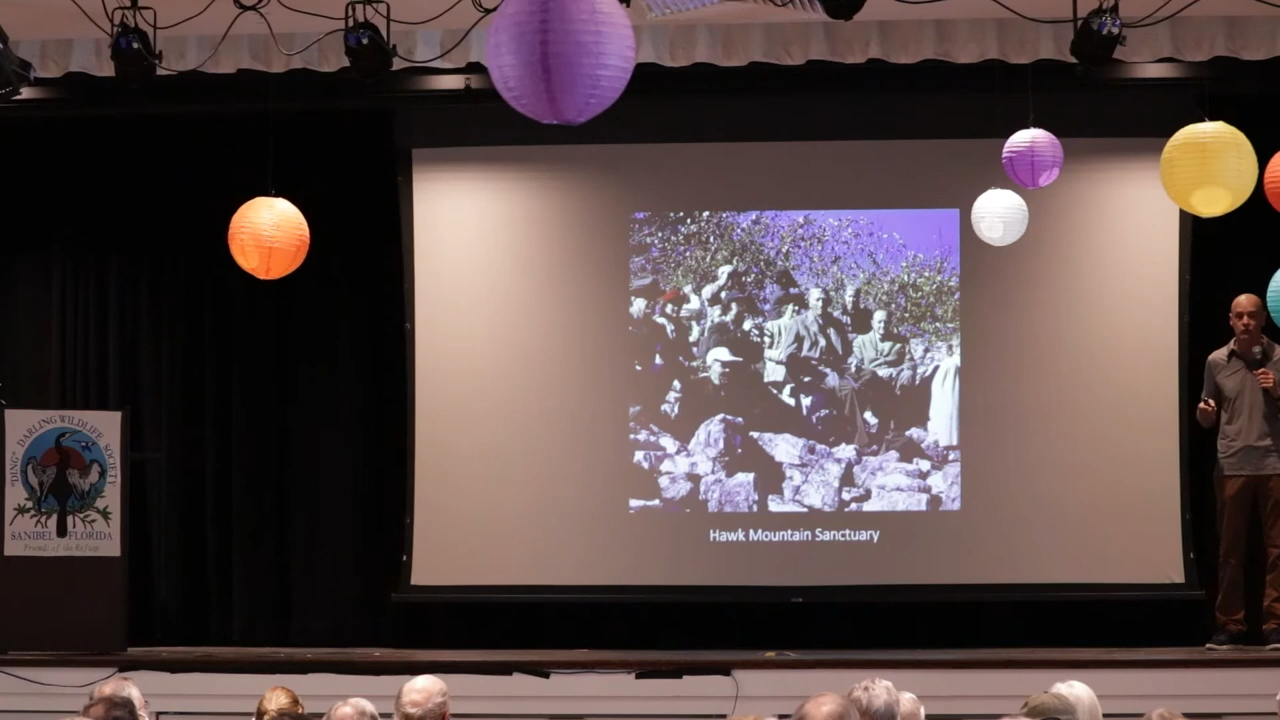 "DING" DARLING WILDLIFE SOCIETY
SANIBEL FLORIDA
Friends of the Refuge
Hawk Mountain Sanctuary